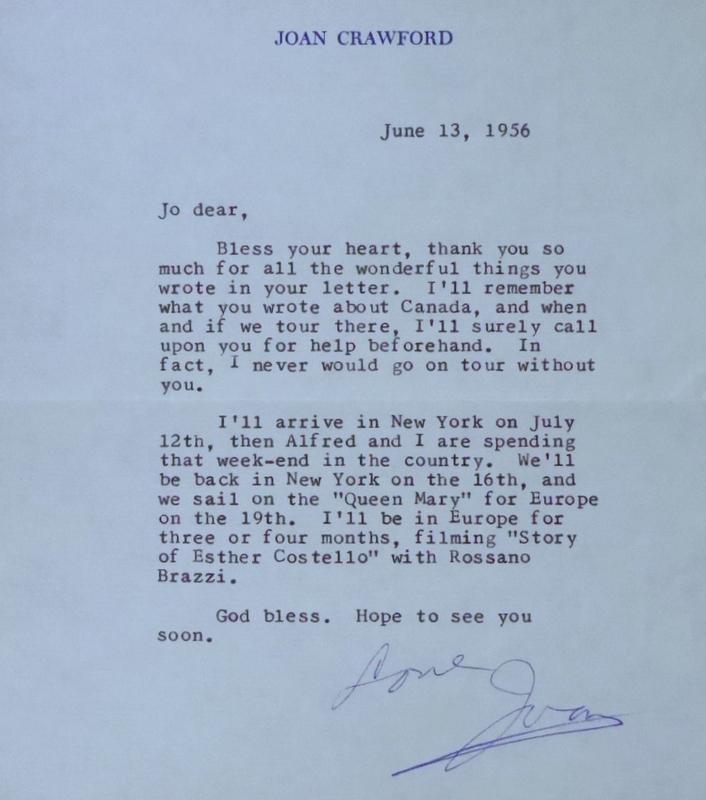 JOAN CRAWFORD
June 13, 1956
Jo dear,
Bless your heart, thank you so
much for all the wonderful things you
wrote in your letter. I'll remember
what you wrote about Canada, and when
and if we tour there, I'll surely call
upon you for help beforehand. In
fact, I never would go on tour without
you.
I'll arrive in New York on July
12th, then Alfred and I are spending
that week-end in the country. We'll
be back in New York on the 16th, and
we sail on the "Queen Mary" for Europe
on the 19th. I'll be in Europe for
three or four months, filming "Story
of Esther Costello" with Rossano
Brazzi.
God bless. Hope to see you
soon.
Love
Joan